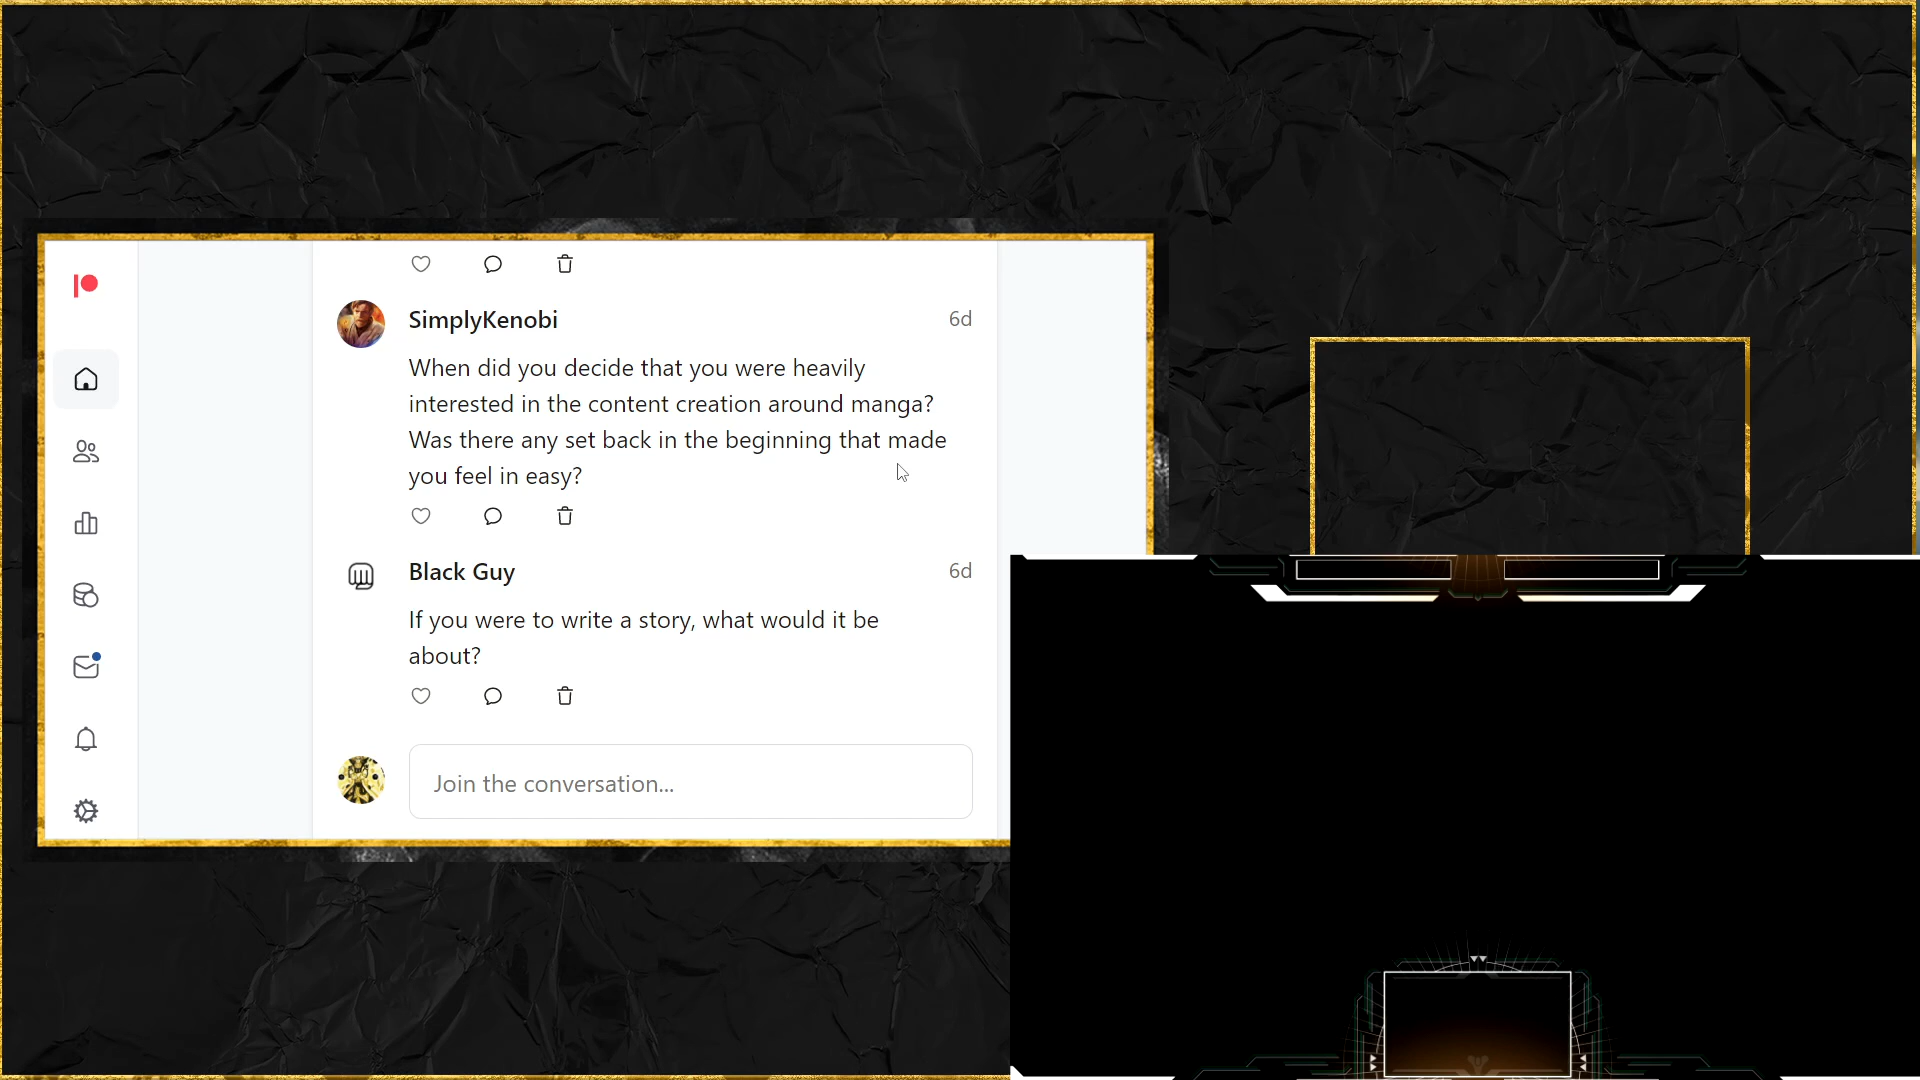 SimplyKenobi
6d
When did you decide that you were heavily
interested in the content creation around manga?
Was there any set back in the beginning that made
you feel in easy?
Black Guy
6d
If you were to write a story, what would it be
about?
Join the conversation...